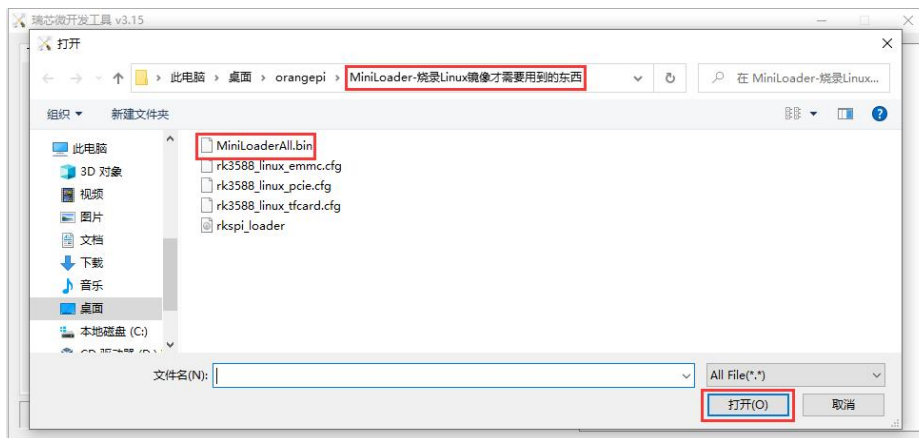 瑞芯微开发工具 v3.15
打开
此电脑 › 桌面 › orangepi › MiniLoader-烧录Linux镜像才需要用到的东西
在 MiniLoader-烧录Linux...
组织 新建文件夹
此电脑
3D 对象
视频
图片
文档
下载
音乐
桌面
本地磁盘 (C:)
MiniLoaderAll.bin
rk3588_linux_emmc.cfg
rk3588_linux_pcie.cfg
rk3588_linux_tfcard.cfg
rkspi_loader
文件名(N):
All File(*.*)
打开(O) 取消